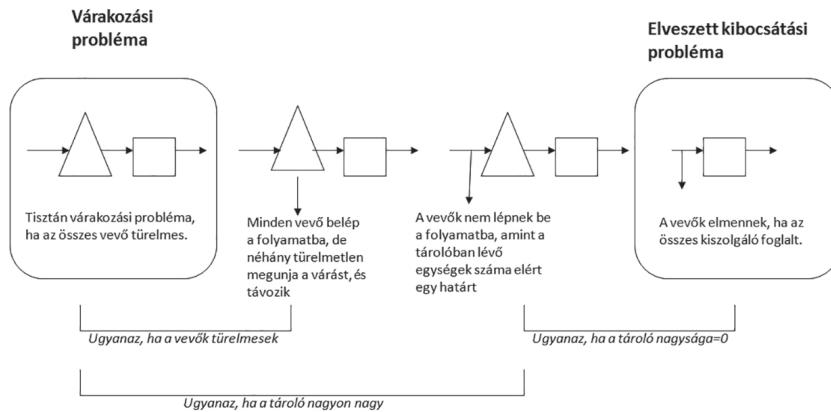 Várakozási
probléma
Elveszett kibocsátási
probléma
Tisztán várakozási probléma,
ha az összes vevő türelmes.
Minden vevő belép
a folyamatba, de
néhány türelmetlen
megunja a várást, és
távozik
A vevők nem lépnek be
a folyamatba, amint a
tárolóban lévő
egységek száma elért
egy határt
A vevők elmennek, ha az
összes kiszolgáló foglalt.
Ugyanaz, ha a vevők türelmesek
Ugyanaz, ha a tároló nagysága=0
Ugyanaz, ha a tároló nagyon nagy